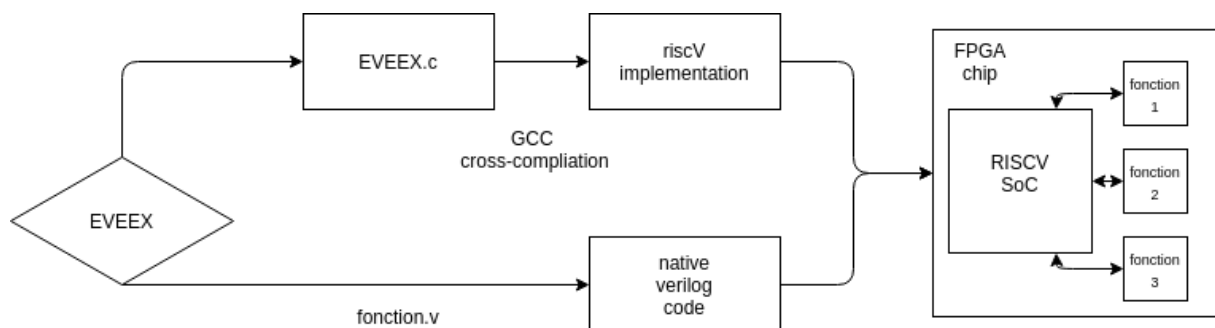 EVEEX
EVEEX.c
riscV
implementation
GCC
cross-compliation
fonction.v
native
verilog
code
FPGA
chip
RISCV
SoC
fonction
1
fonction
2
fonction
3